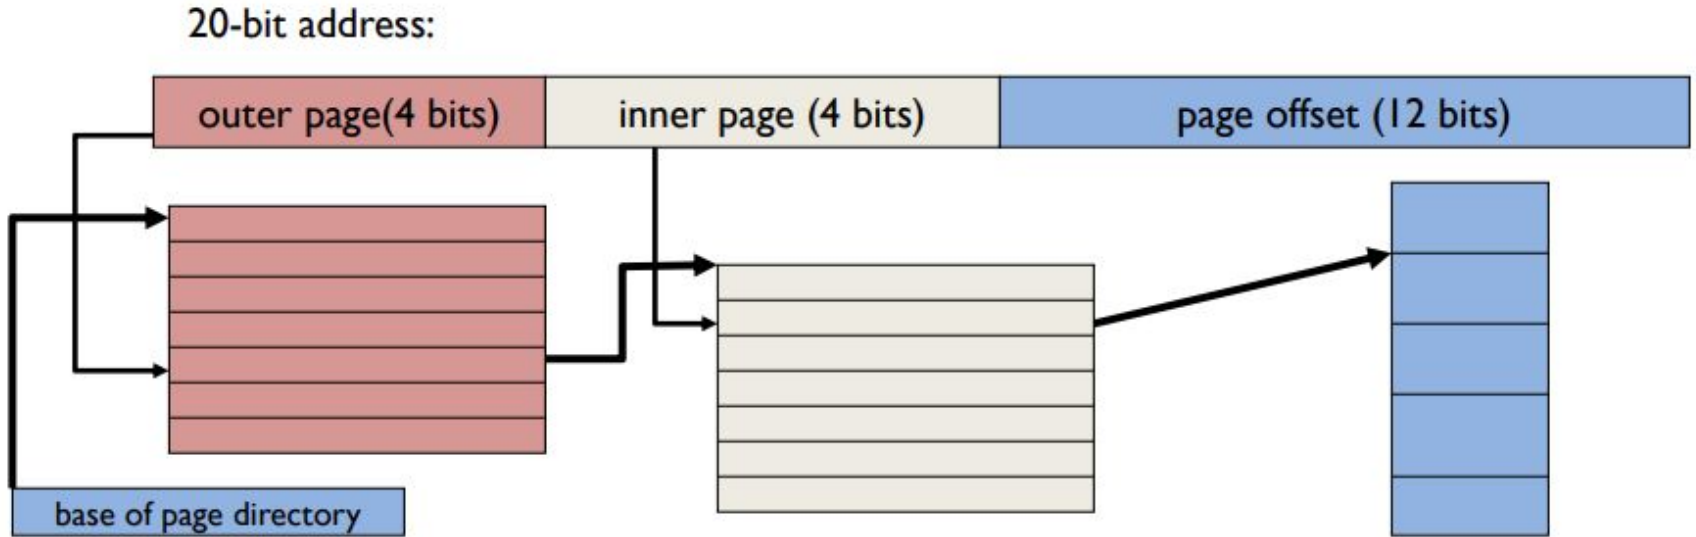 20-bit address:
outer page(4 bits)
inner page (4 bits)
page offset (12 bits)
base of page directory